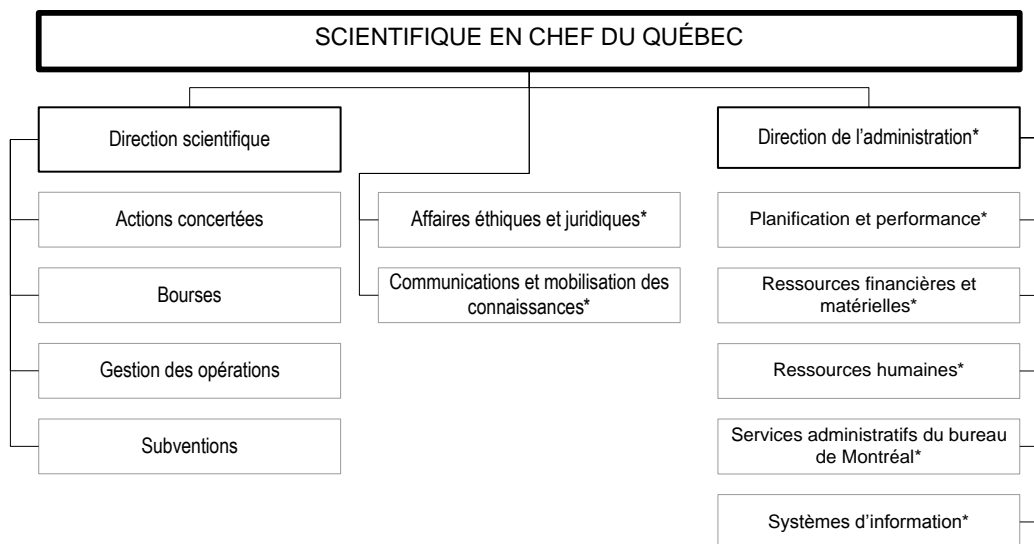 SCIENTIFIQUE EN CHEF DU QUÉBEC
Direction scientifique
Actions concertées
Bourses
Gestion des opérations
Subventions
Affaires éthiques et juridiques*
Communications et mobilisation des
connaissances*
Direction de l'administration*
Planification et performance*
Ressources financières et
matérielles*
Ressources humaines*
Services administratifs du bureau
de Montréal*
Systèmes d'information*